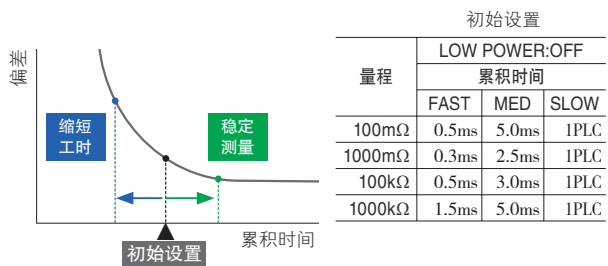 偏差
缩短
工时
稳定
测量
初始设置
累积时间
初始设置
量程
LOW POWER:OFF
累积时间
FAST MED SLOW
100mΩ 0.5ms 5.0ms 1PLC
1000mΩ 0.3ms 2.5ms 1PLC
100kΩ 0.5ms 3.0ms 1PLC
1000kΩ 1.5ms 5.0ms 1PLC